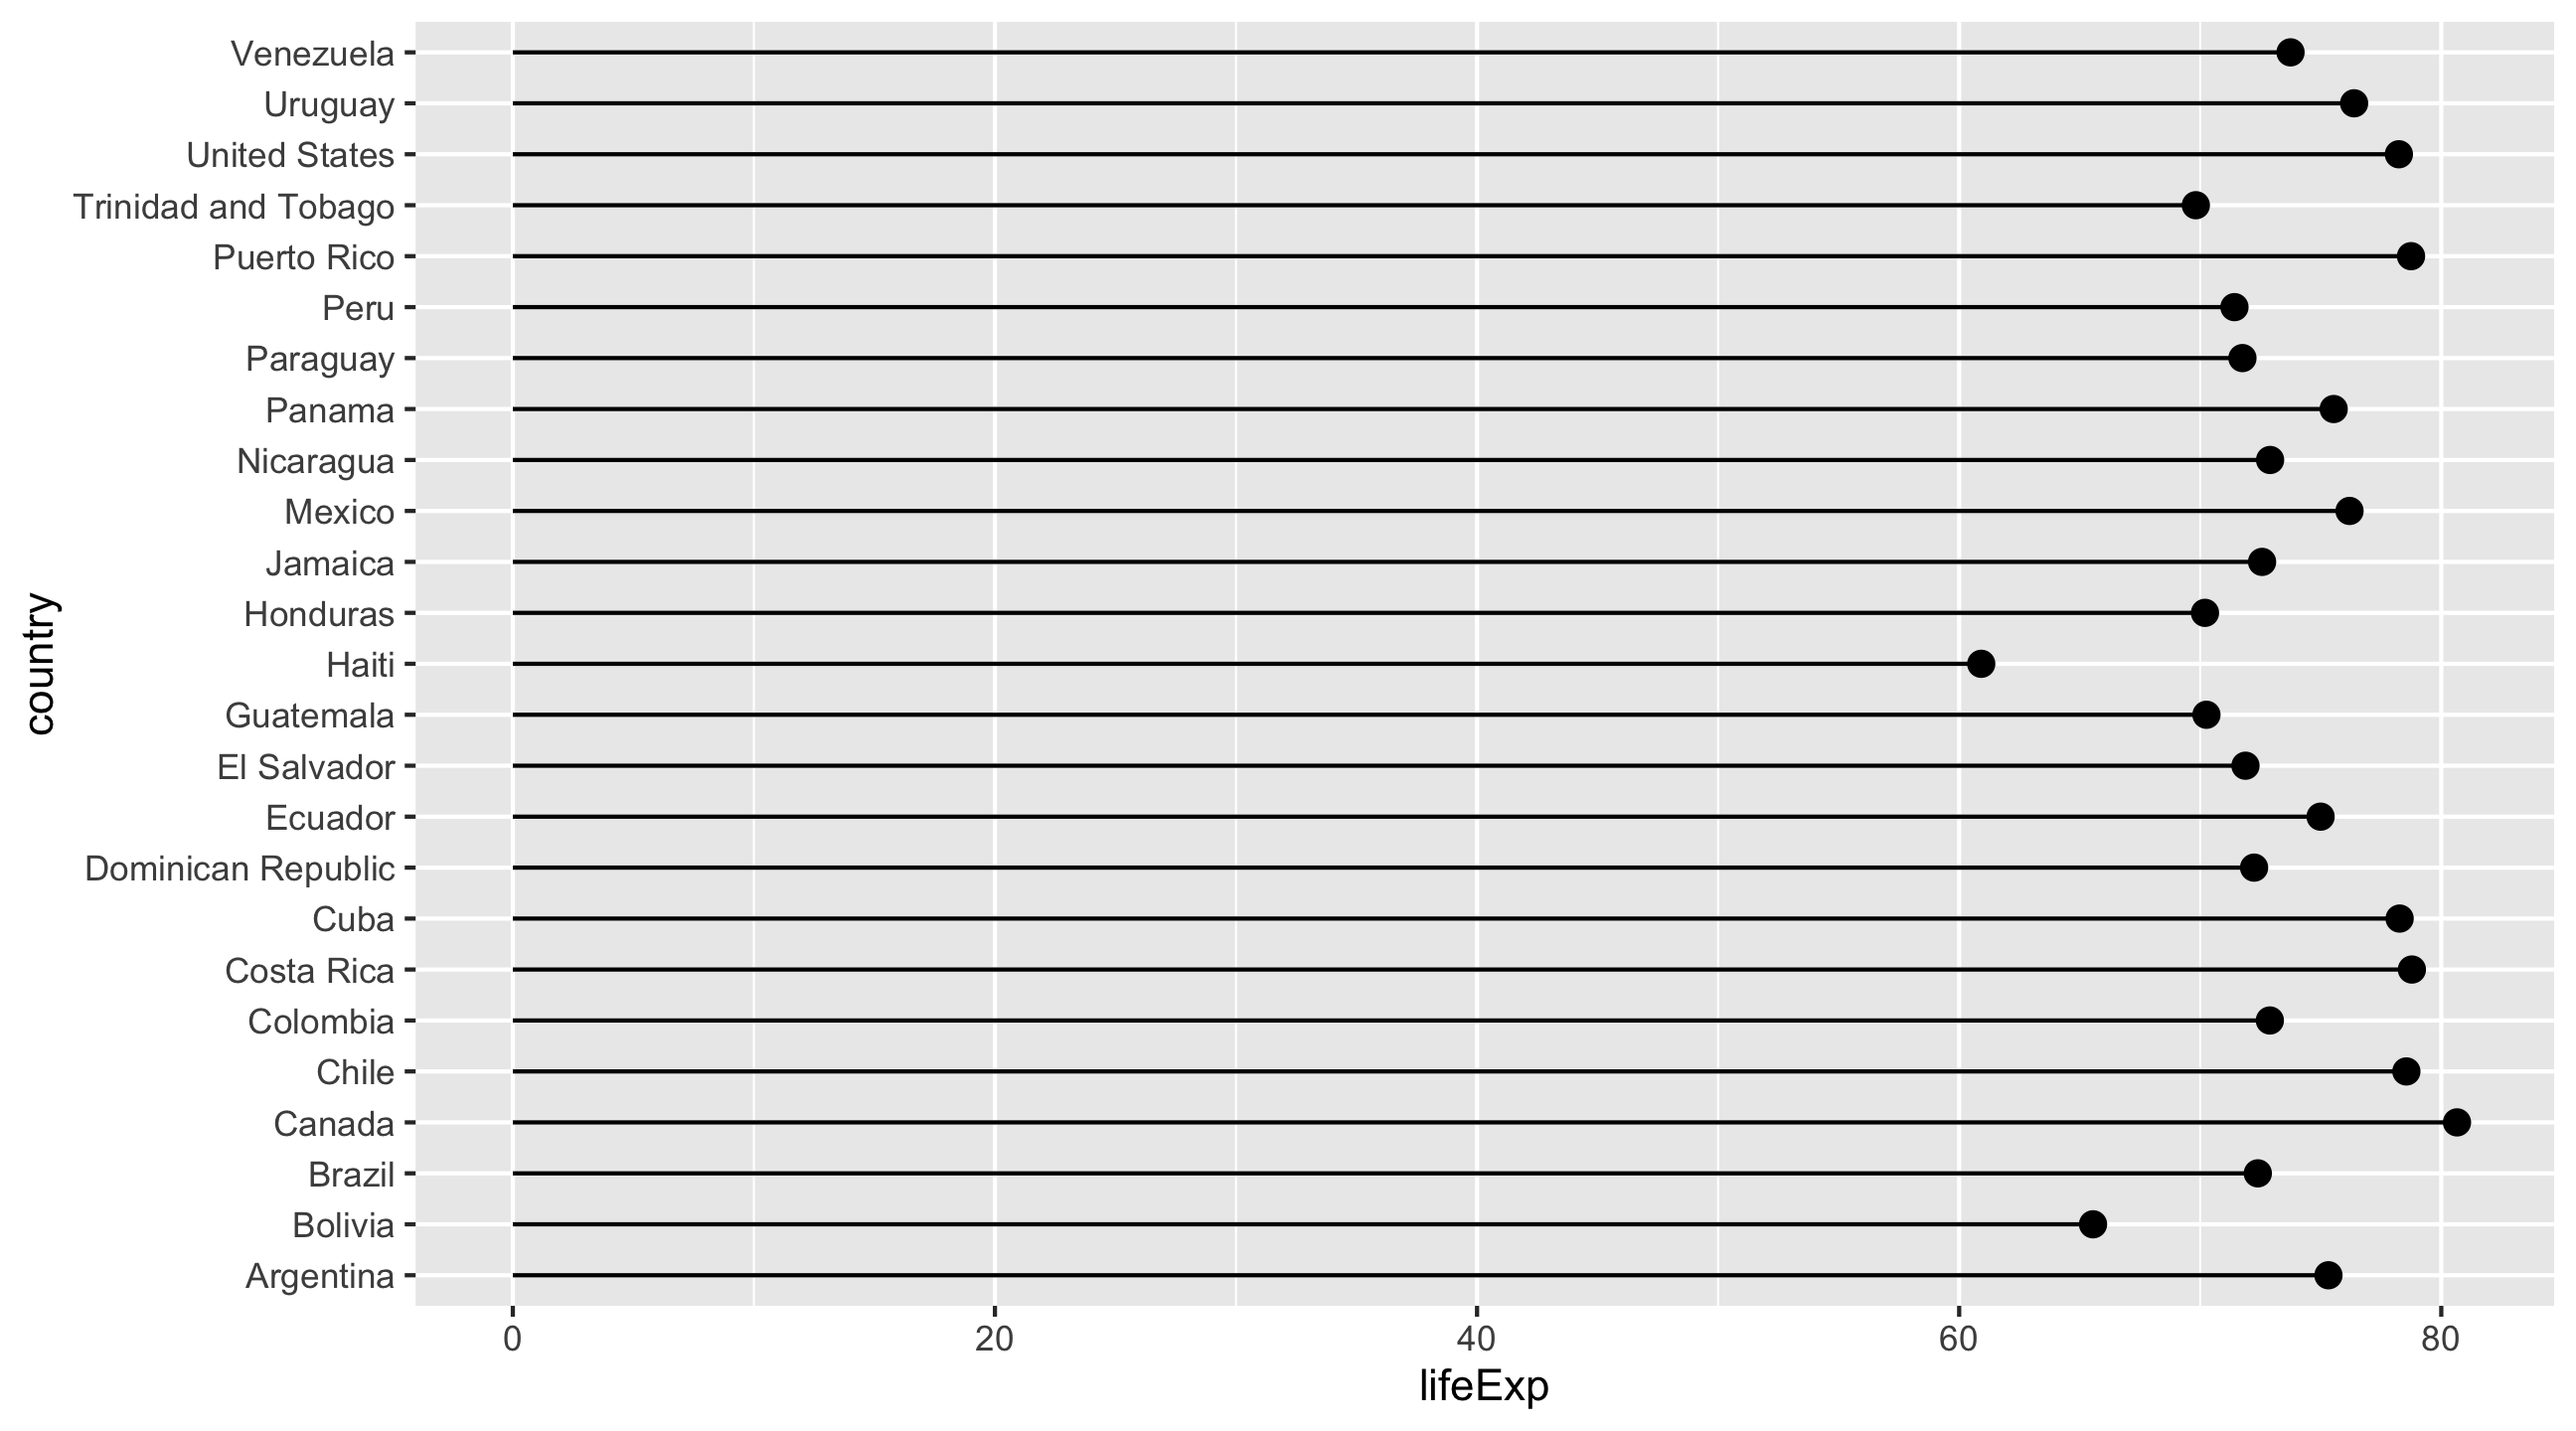 Venezuela
Uruguay
United States
Trinidad and Tobago
Puerto Rico
Peru
Paraguay
Panama
Nicaragua
Mexico
Jamaica
Honduras
Haiti
Guatemala
El Salvador
Ecuador
Dominican Republic
Cuba
Costa Rica
Colombia
Chile
Canada
Brazil
Bolivia
Argentina
country
0 20 40 60 80
lifeExp